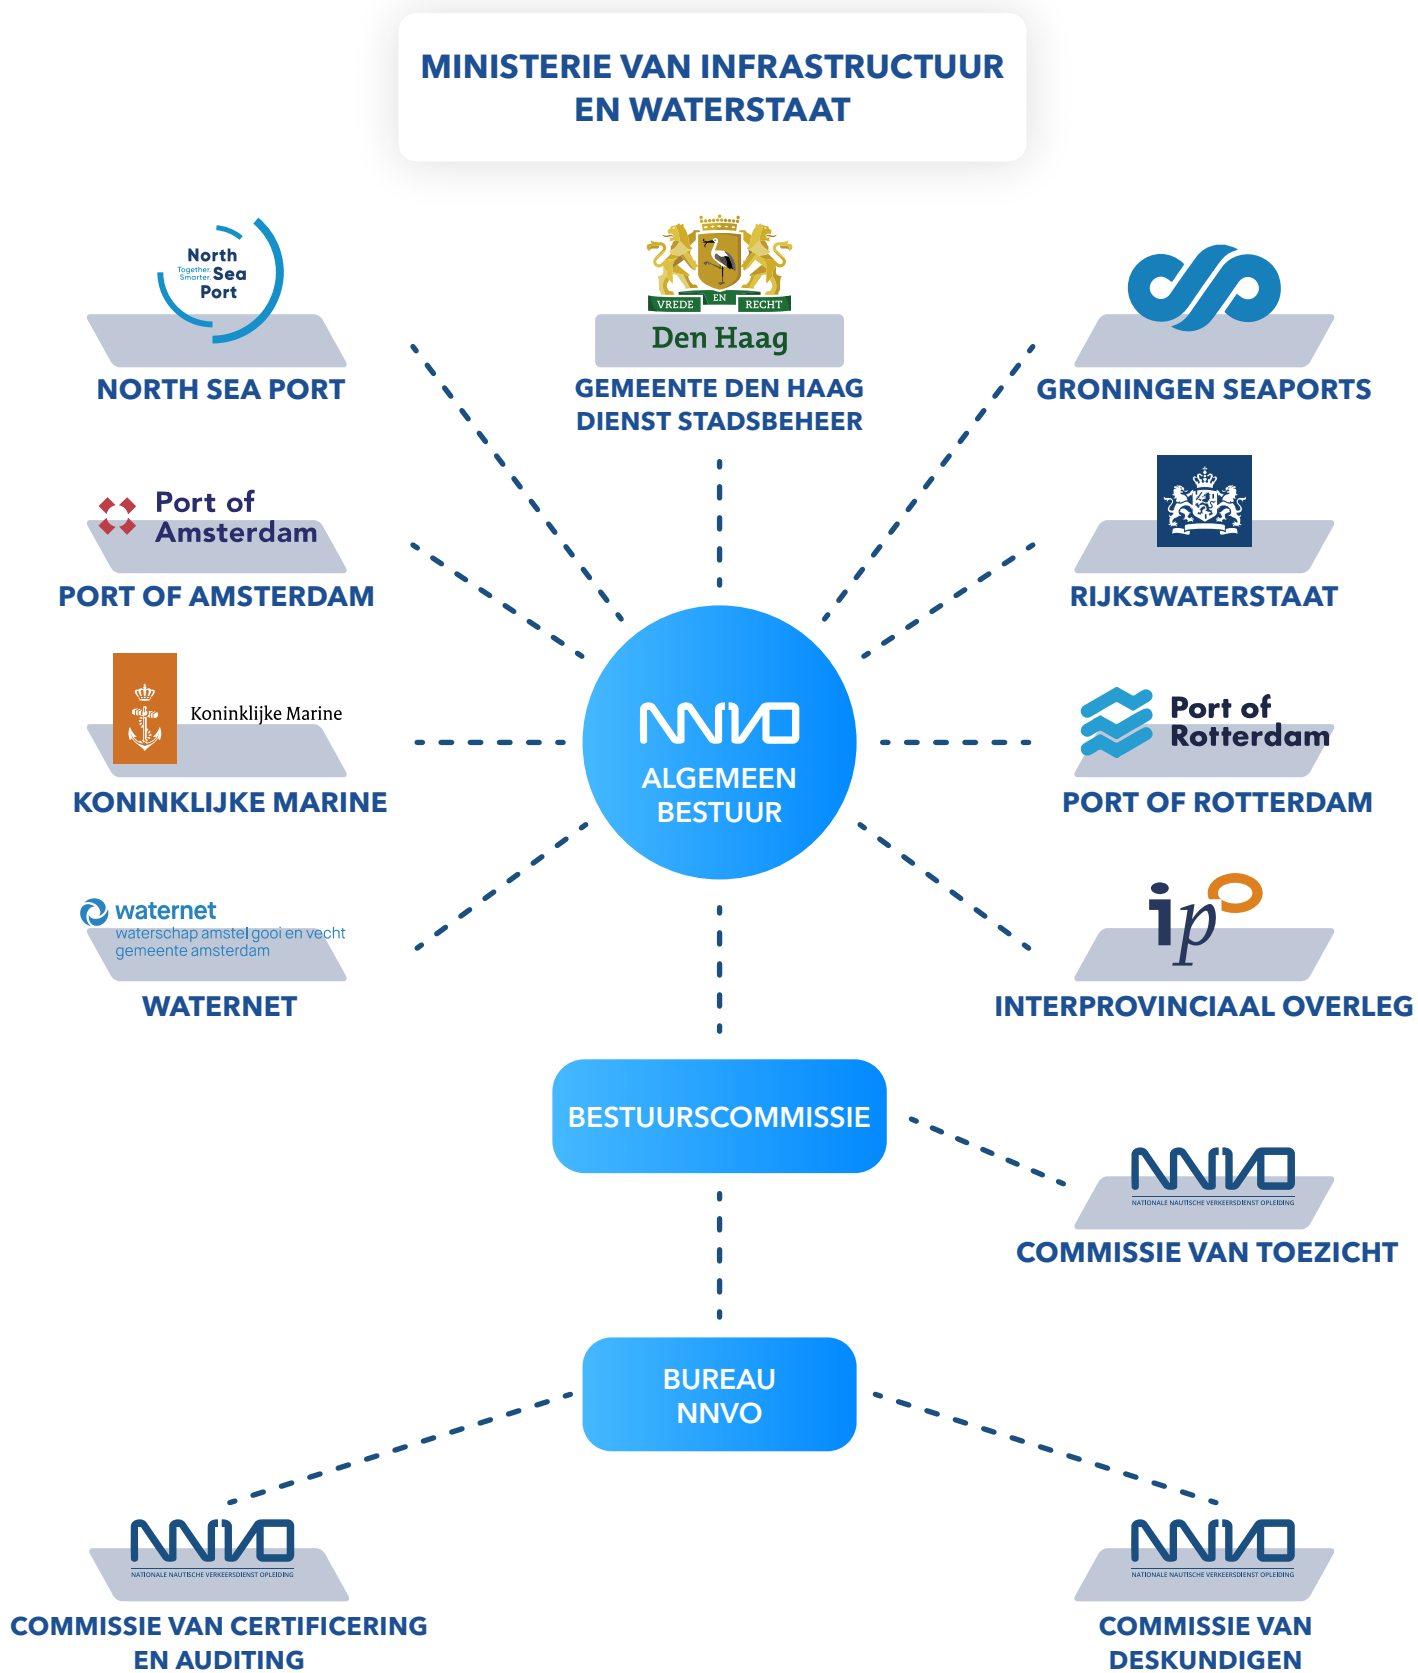 MINISTERIE VAN INFRASTRUCTUUR
EN WATERSTAAT
North
Together.
Smarter.
Sea
Port
NORTH SEA PORT
VREDE EN RECHT
Den Haag
GEMEENTE DEN HAAG
DIENST STADSBEHEER
GRONINGEN SEAPORTS
Port of
Amsterdam
PORT OF AMSTERDAM
RIJKSWATERSTAAT
Koninklijke Marine
KONINKLIJKE MARINE
NNVO
ALGEMEEN
BESTUUR
Port of
Rotterdam
PORT OF ROTTERDAM
waternet
waterschap amstel gooi en vecht
gemeente amsterdam
WATERNET
ipo
INTERPROVINCIAAL OVERLEG
BESTUURSCOMMISSIE
NNVO
NATIONALE NAUTISCHE VERKEERSDIENST OPLEIDING
COMMISSIE VAN TOEZICHT
BUREAU
NNVO
NNVO
NATIONALE NAUTISCHE VERKEERSDIENST OPLEIDING
COMMISSIE VAN CERTIFICERING
EN AUDITING
NNVO
NATIONALE NAUTISCHE VERKEERSDIENST OPLEIDING
COMMISSIE VAN
DESKUNDIGEN